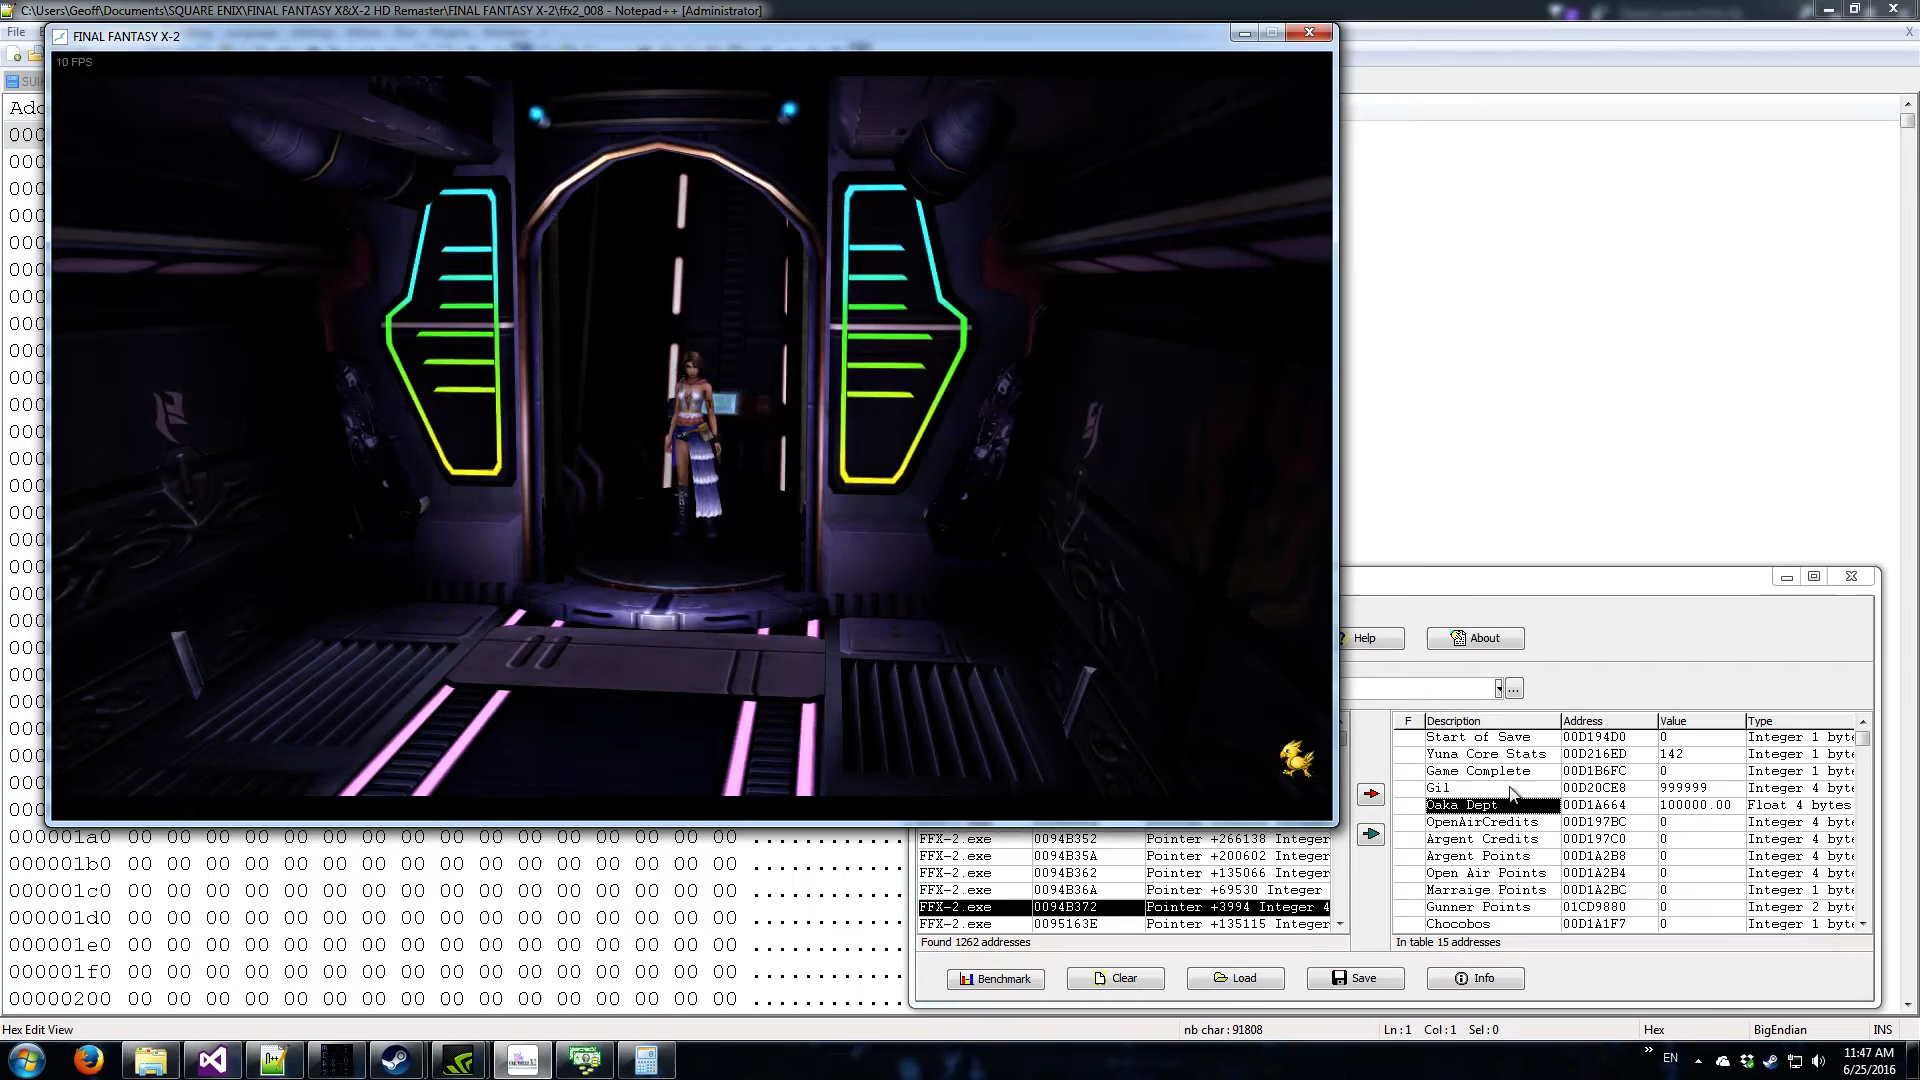 C:\Users\Geoff\Documents\SQUARE ENIX\FINAL FANTASY X&X-2 HD Remaster\FINAL FANTASY X-2\ffx2_008 - Notepad++ [Administrator]
File
FINAL FANTASY X-2
10 FPS
Help
About
...
F Description Address Value Type
Start of Save 00D194D0 0 Integer 1 byte
Yuna Core Stats 00D216ED 142 Integer 1 byte
Game Complete 00D1B6FC 0 Integer 1 byte
Gil 00D20CE8 999999 Integer 4 byte
Oaka Dept 00D1A664 100000.00 Float 4 bytes
OpenAirCredits 00D197BC 0 Integer 4 byte
Argent Credits 00D197C0 0 Integer 4 byte
Argent Points 00D1A2B8 0 Integer 4 byte
Open Air Points 00D1A2B4 0 Integer 4 byte
Marraige Points 00D1A2BC 0 Integer 1 byte
Gunner Points 01CD9880 0 Integer 2 byte
Chocobos 00D1A1F7 0 Integer 1 byte
In table 15 addresses
FFX-2.exe 0094B352 Pointer +266138 Integer
FFX-2.exe 0094B35A Pointer +200602 Integer
FFX-2.exe 0094B362 Pointer +135066 Integer
FFX-2.exe 0094B36A Pointer +69530 Integer
FFX-2.exe 0094B372 Pointer +3994 Integer 4
FFX-2.exe 0095163E Pointer +135115 Integer
Found 1262 addresses
Benchmark
Clear
Load
Save
Info
000001a0 00 00 00 00 00 00 00 00 00 00 00 00 00 00 00 00
000001b0 00 00 00 00 00 00 00 00 00 00 00 00 00 00 00 00
000001c0 00 00 00 00 00 00 00 00 00 00 00 00 00 00 00 00
000001d0 00 00 00 00 00 00 00 00 00 00 00 00 00 00 00 00
000001e0 00 00 00 00 00 00 00 00 00 00 00 00 00 00 00 00
000001f0 00 00 00 00 00 00 00 00 00 00 00 00 00 00 00 00
00000200 00 00 00 00 00 00 00 00 00 00 00 00 00 00 00 00
Hex Edit View
nb char : 91808
Ln : 1 Col : 1 Sel : 0
Hex
BigEndian
INS
EN
11:47 AM
6/25/2016